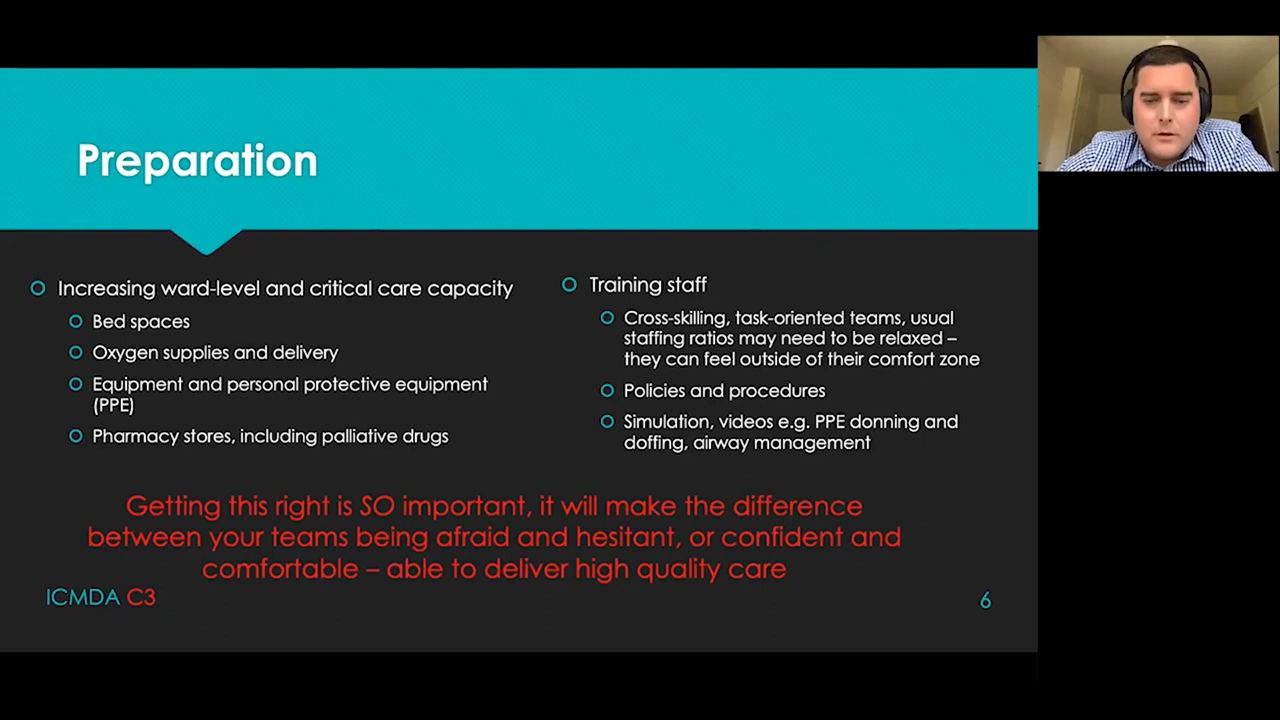 Preparation
Increasing ward-level and critical care capacity
Bed spaces
Oxygen supplies and delivery
Equipment and personal protective equipment
(PPE)
Pharmacy stores, including palliative drugs
Training staff
Cross-skilling, task-oriented teams, usual
staffing ratios may need to be relaxed –
they can feel outside of their comfort zone
Policies and procedures
Simulation, videos e.g. PPE donning and
doffing, airway management
Getting this right is SO important, it will make the difference
between your teams being afraid and hesitant, or confident and
comfortable – able to deliver high quality care
ICMDA C3
6